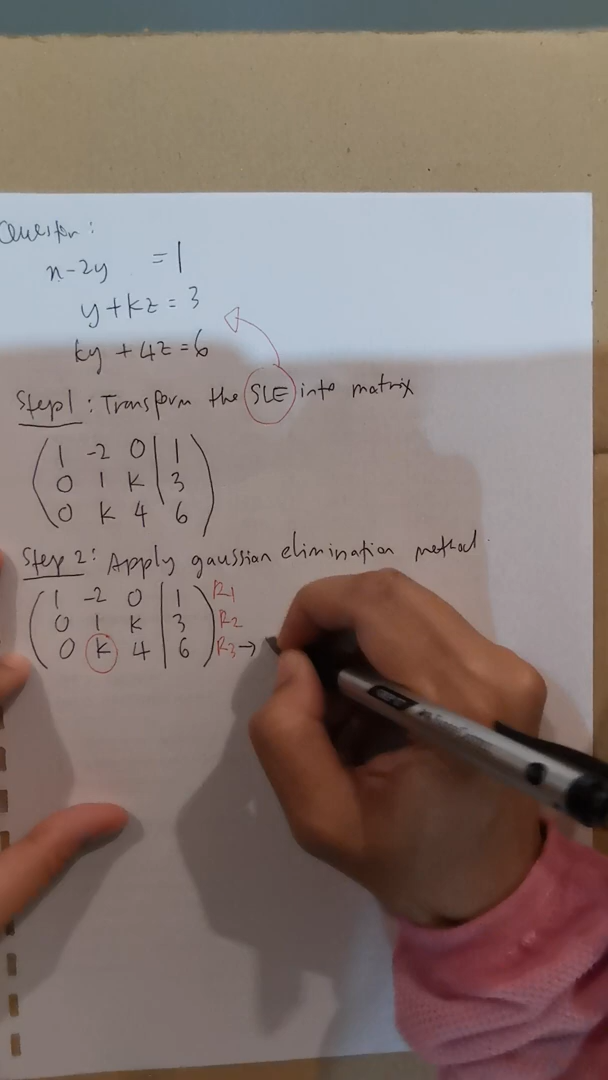 Question:
x-2y = 1
y+kz = 3
ky + 4z = 6
Step 1: Transform the SLE into matrix
1 -2 0 | 1
0 1 k | 3
0 k 4 | 6
Step 2: Apply gaussian elimination method.
1 -2 0 | 1 R1
0 1 k | 3 R2
0 k 4 | 6 R3→